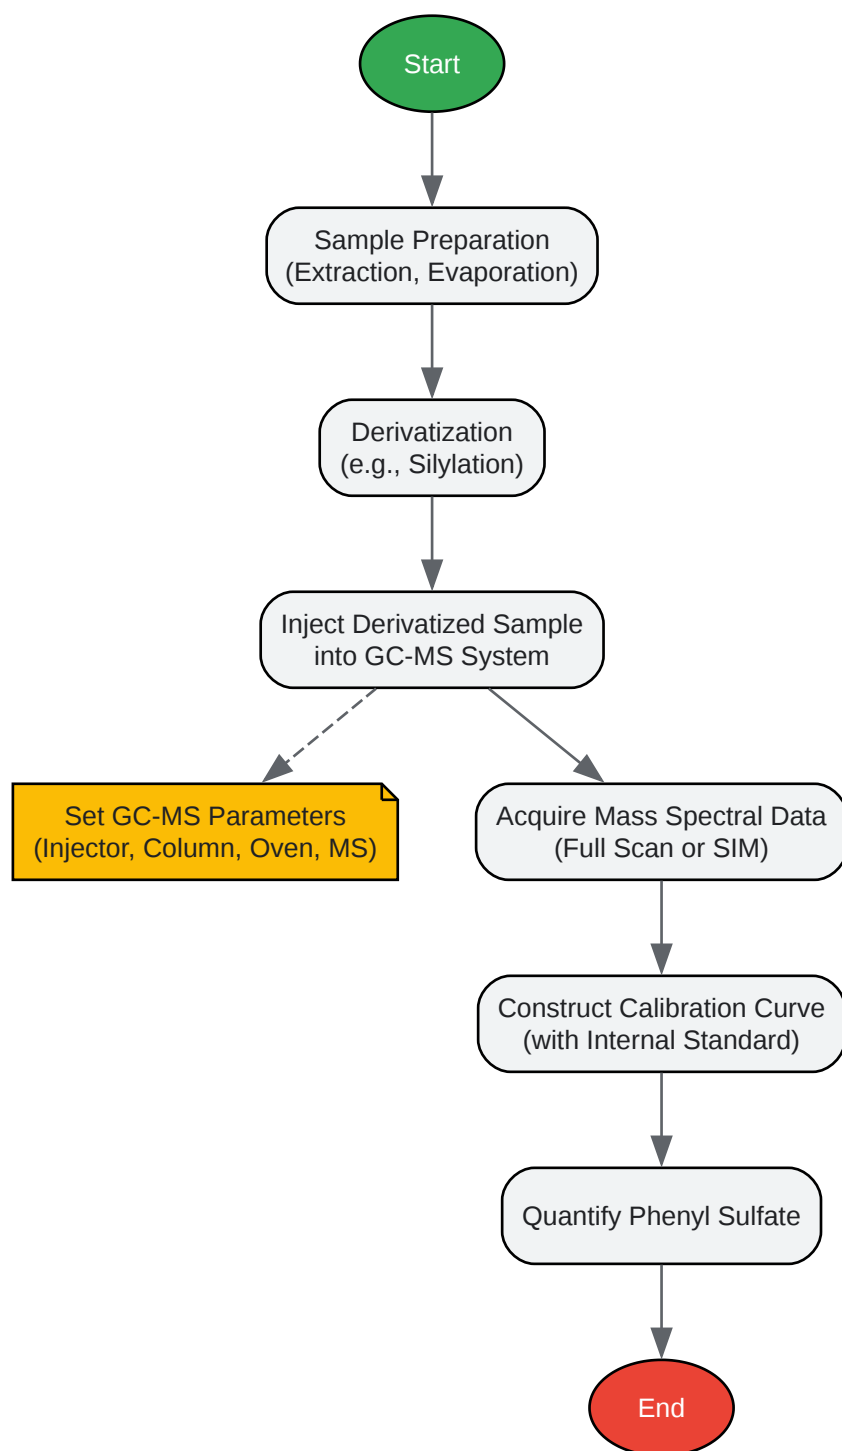 Start
Sample Preparation
(Extraction, Evaporation)
Derivatization
(e.g., Silylation)
Inject Derivatized Sample
into GC-MS System
Set GC-MS Parameters
(Injector, Column, Oven, MS)
Acquire Mass Spectral Data
(Full Scan or SIM)
Construct Calibration Curve
(with Internal Standard)
Quantify Phenyl Sulfate
End